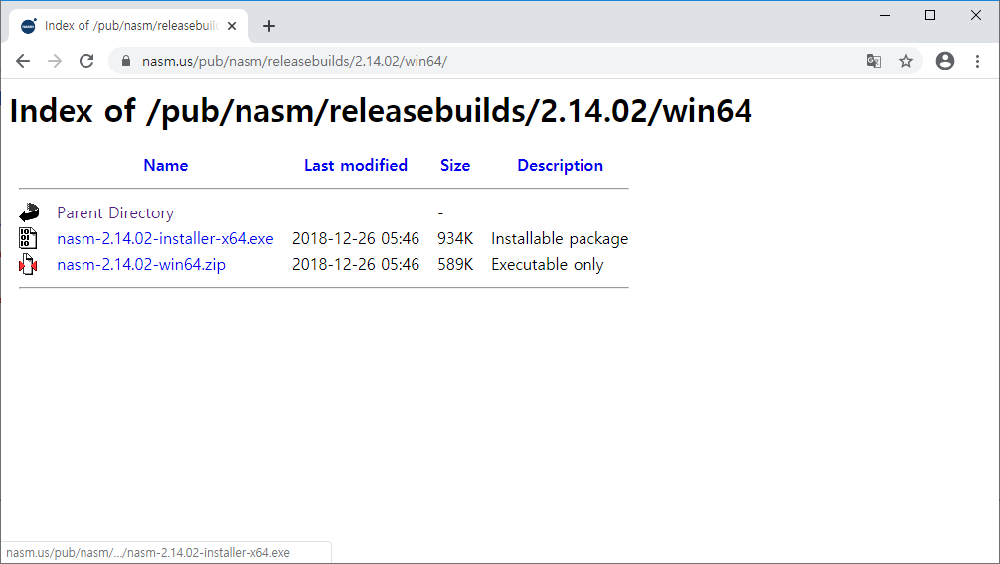 nasm
Index of /pub/nasm/releasebuild
nasm.us/pub/nasm/releasebuilds/2.14.02/win64/
Index of /pub/nasm/releasebuilds/2.14.02/win64
Name Last modified Size Description
Parent Directory -
nasm-2.14.02-installer-x64.exe 2018-12-26 05:46 934K Installable package
nasm-2.14.02-win64.zip 2018-12-26 05:46 589K Executable only
nasm.us/pub/nasm/.../nasm-2.14.02-installer-x64.exe